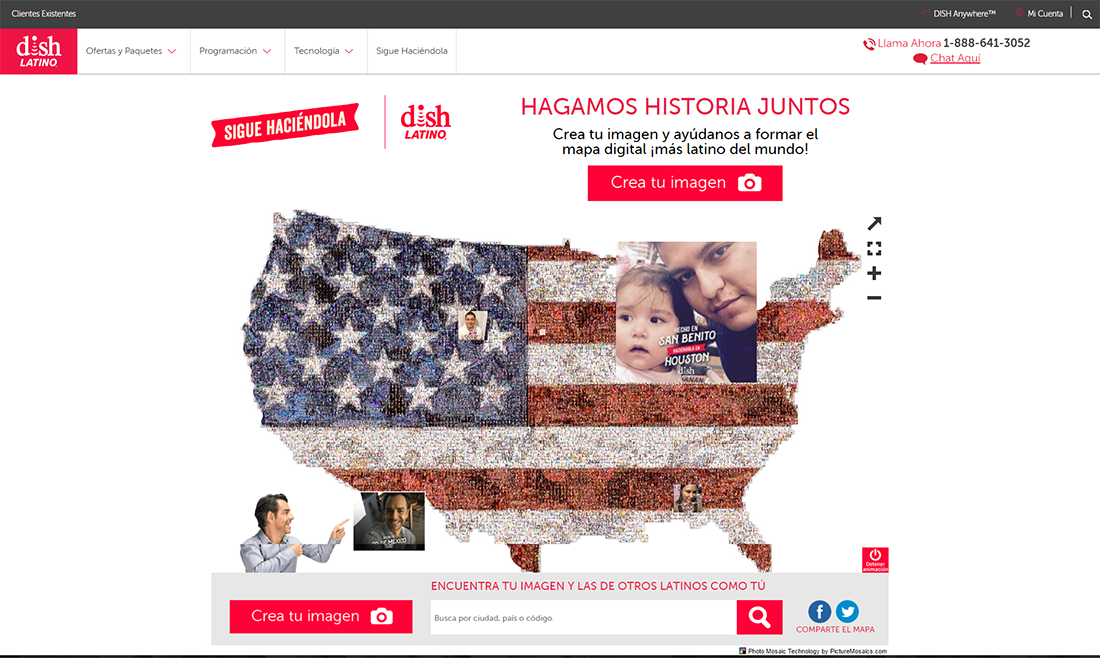 Clientes Existentes
DISH Anywhere™
Mi Cuenta
dish
LATINO
Ofertas y Paquetes
Programación
Tecnología
Sigue Haciéndola
Llama Ahora 1-888-641-3052
Chat Aquí
SIGUE HACIÉNDOLA
dish
LATINO
HAGAMOS HISTORIA JUNTOS
Crea tu imagen y ayúdanos a formar el
mapa digital ¡más latino del mundo!
Crea tu imagen
HECHO EN
SAN BENITO
HACIÉNDOLA EN
HOUSTON
dish
DE MÉXICO
Detener
animación
ENCUENTRA TU IMAGEN Y LAS DE OTROS LATINOS COMO TÚ
Crea tu imagen
Busca por ciudad, país o código.
COMPARTE EL MAPA
Photo Mosaic Technology by PictureMosaics.com